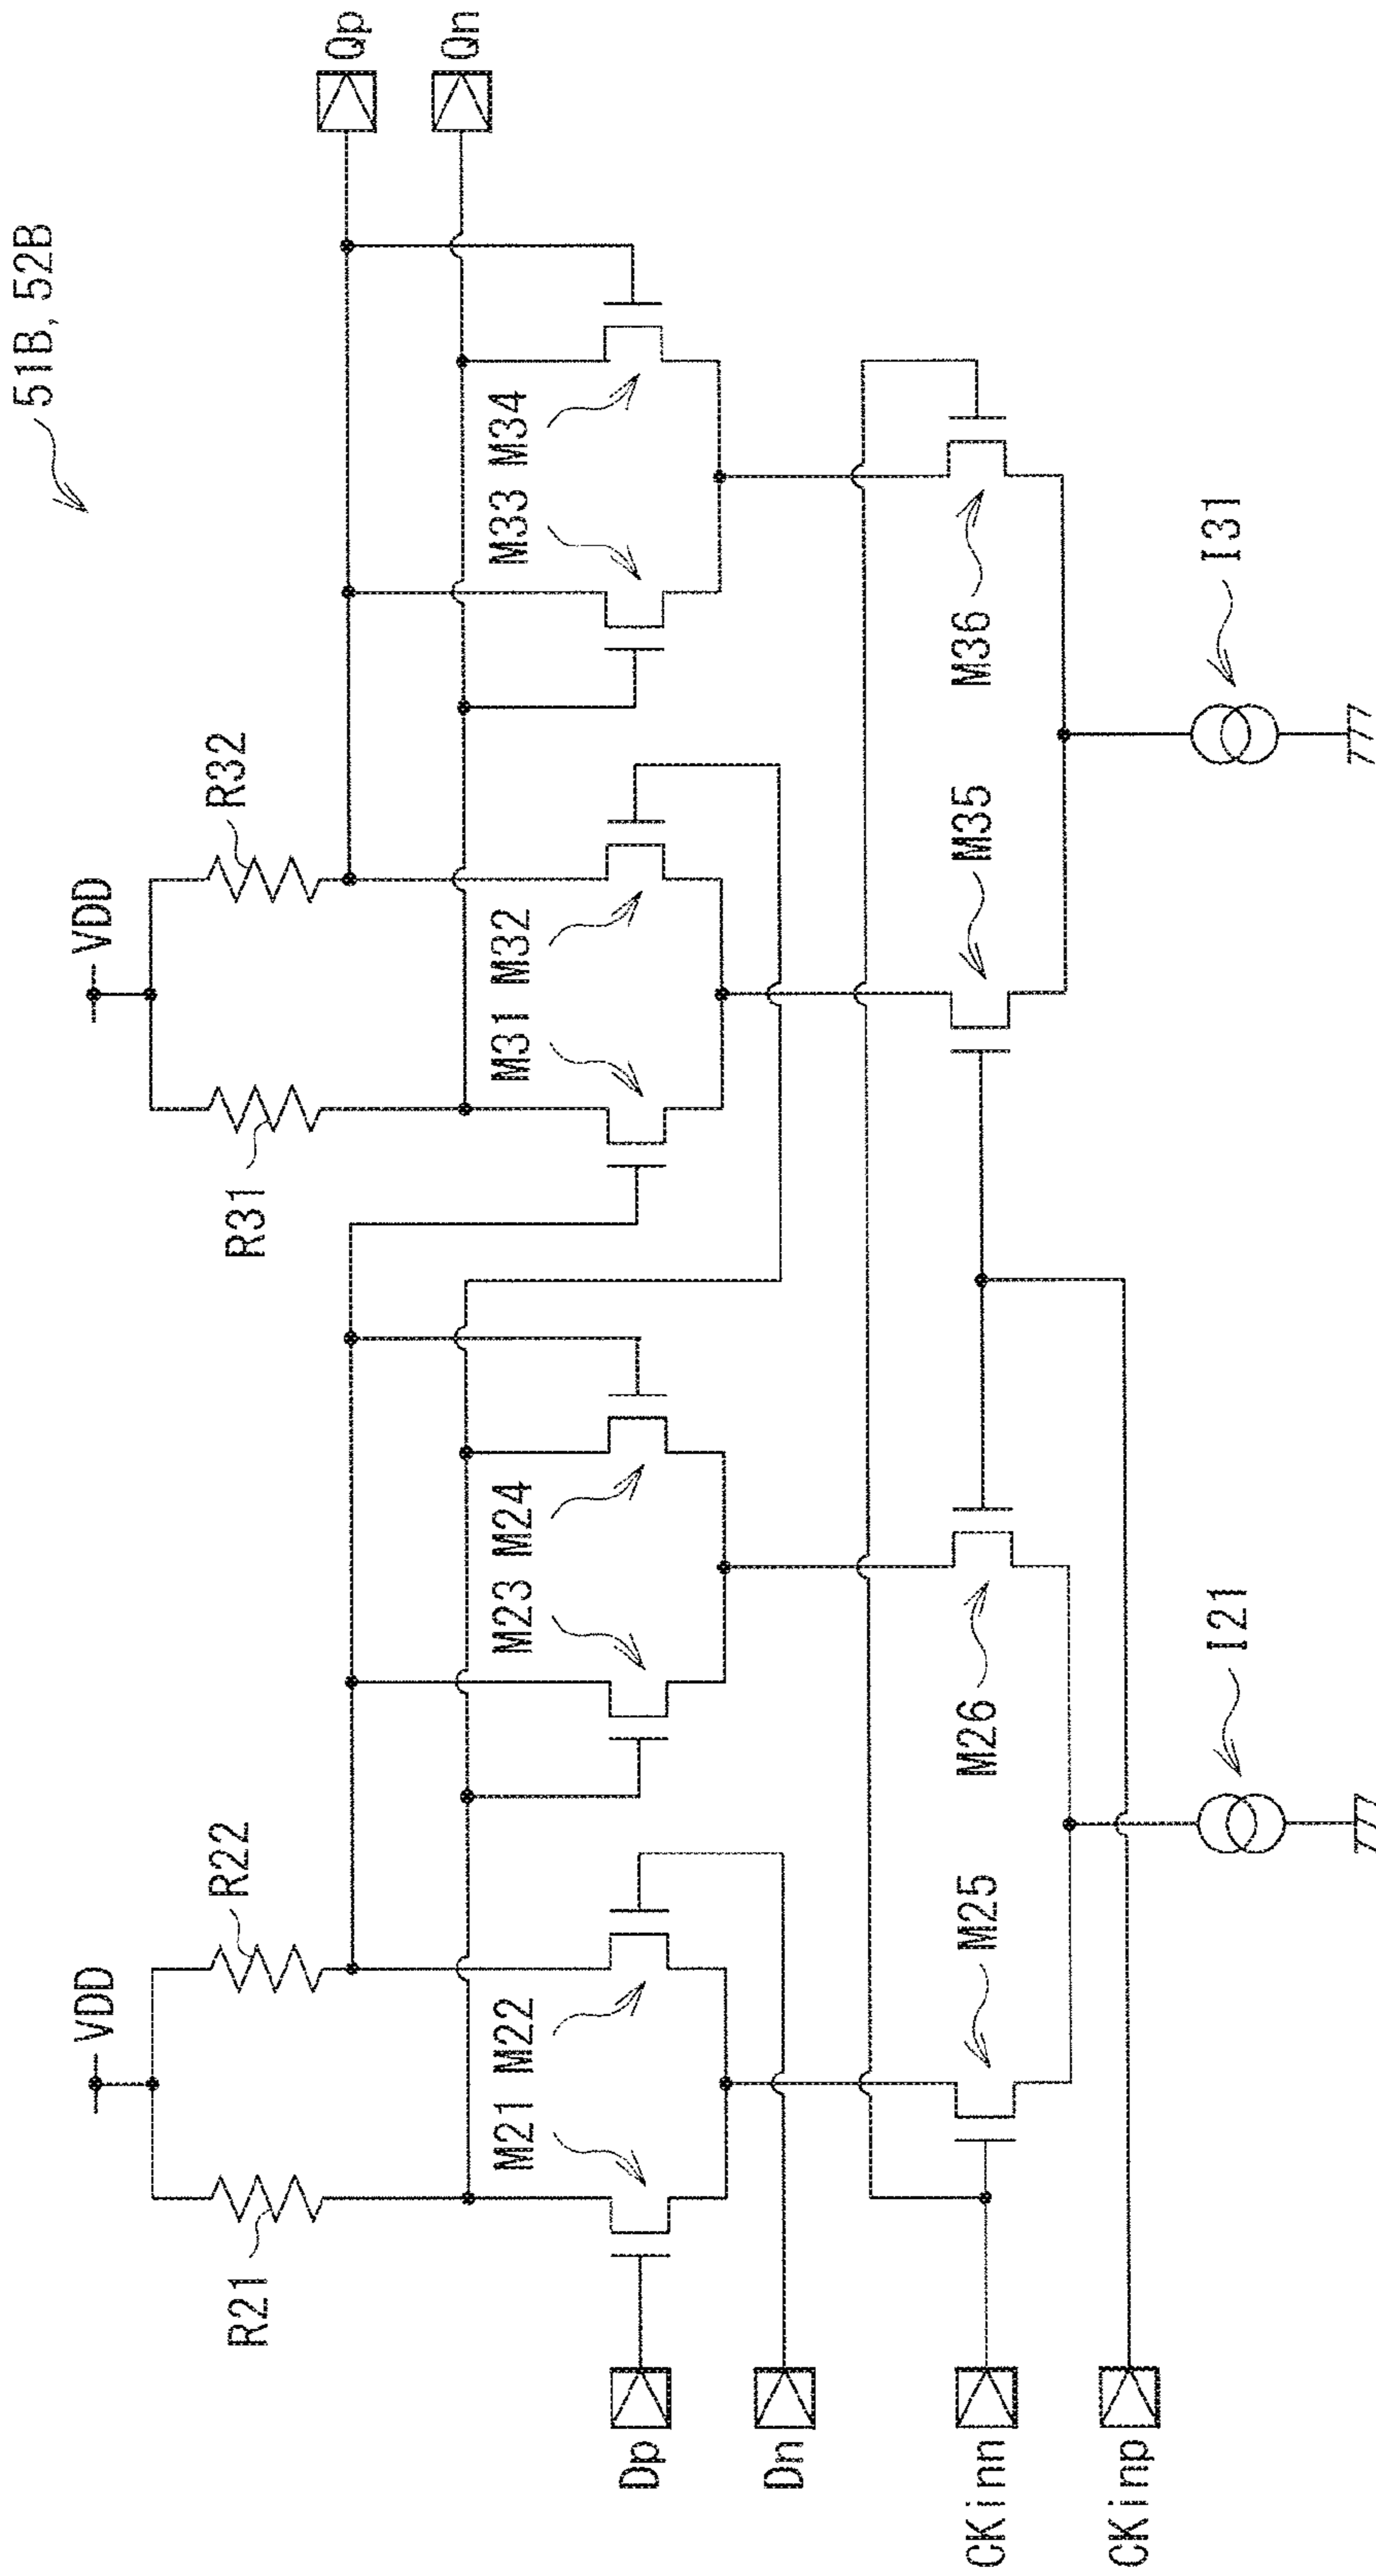 51B, 52B
VDD
VDD
R21
R22
R31
R32
Qp
Qn
M21 M22
M23 M24
M31 M32
M33 M34
Dp
Dn
M25
M26
M35
M36
CKinn
CKinp
I21
I31